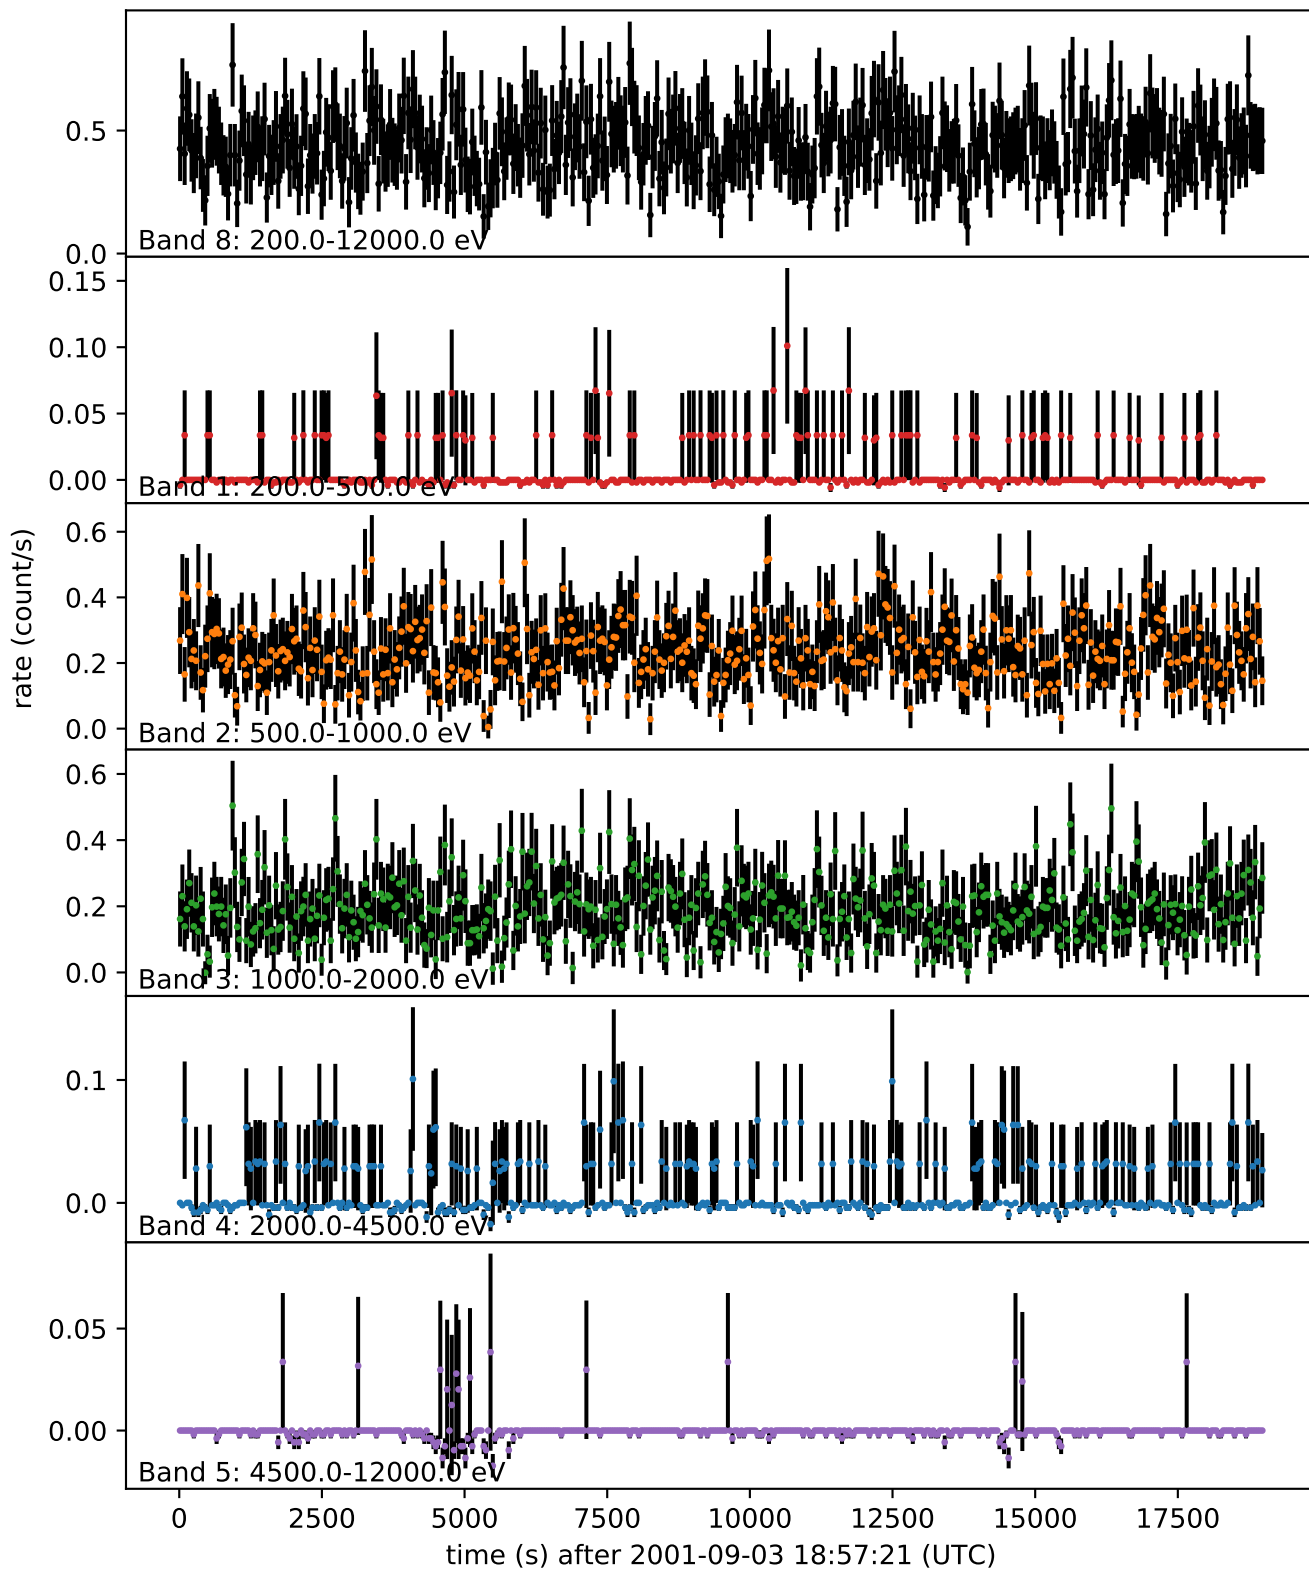 0.5
0.0
Band 8: 200.0-12000.0 eV
0.15
0.10
0.05
0.00
Band 1: 200.0-500.0 eV
rate (count/s)
0.6
0.4
0.2
0.0
Band 2: 500.0-1000.0 eV
0.6
0.4
0.2
0.0
Band 3: 1000.0-2000.0 eV
0.1
0.0
Band 4: 2000.0-4500.0 eV
0.05
0.00
Band 5: 4500.0-12000.0 eV
0 2500 5000 7500 10000 12500 15000 17500
time (s) after 2001-09-03 18:57:21 (UTC)